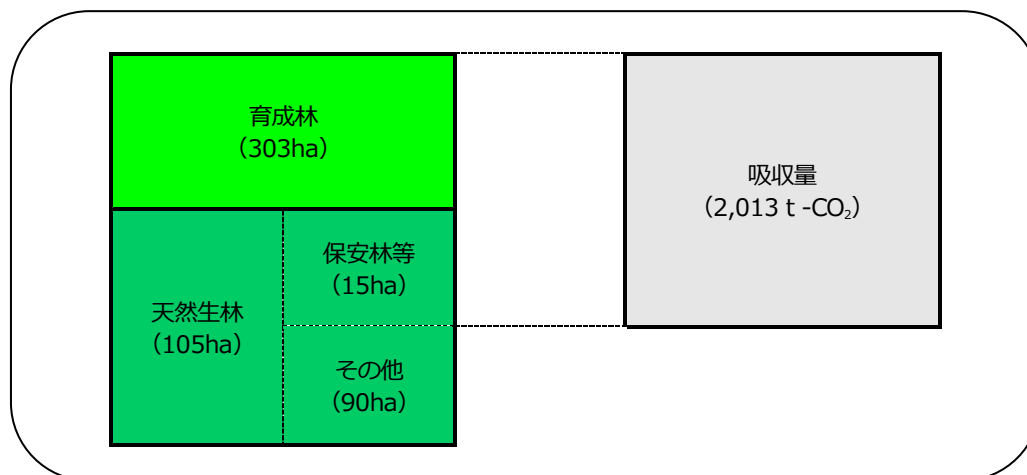 育成林
（303ha）
吸収量
（2,013ｔ-CO₂）
保安林等
（15ha）
天然生林
（105ha）
その他
（90ha）